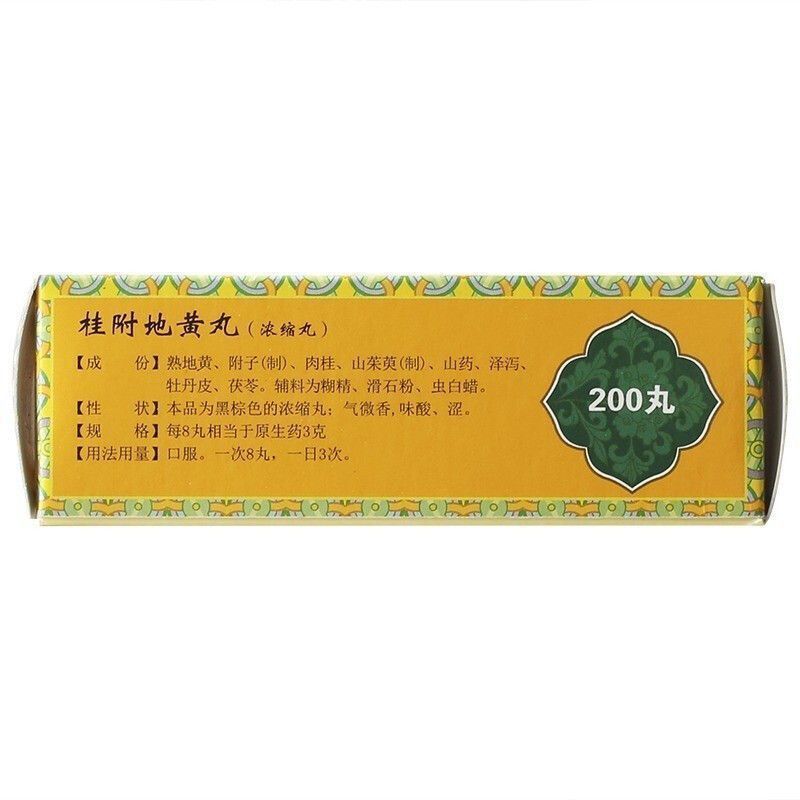 桂附地黄丸(浓缩丸)
【成 份】熟地黄、附子(制)、肉桂、山茱萸(制)、山药、泽泻、
牡丹皮、茯苓。辅料为糊精、滑石粉、虫白蜡。
【性 状】本品为黑棕色的浓缩丸；气微香,味酸、涩。
【规 格】每8丸相当于原生药3克
【用法用量】口服。一次8丸，一日3次。
200丸